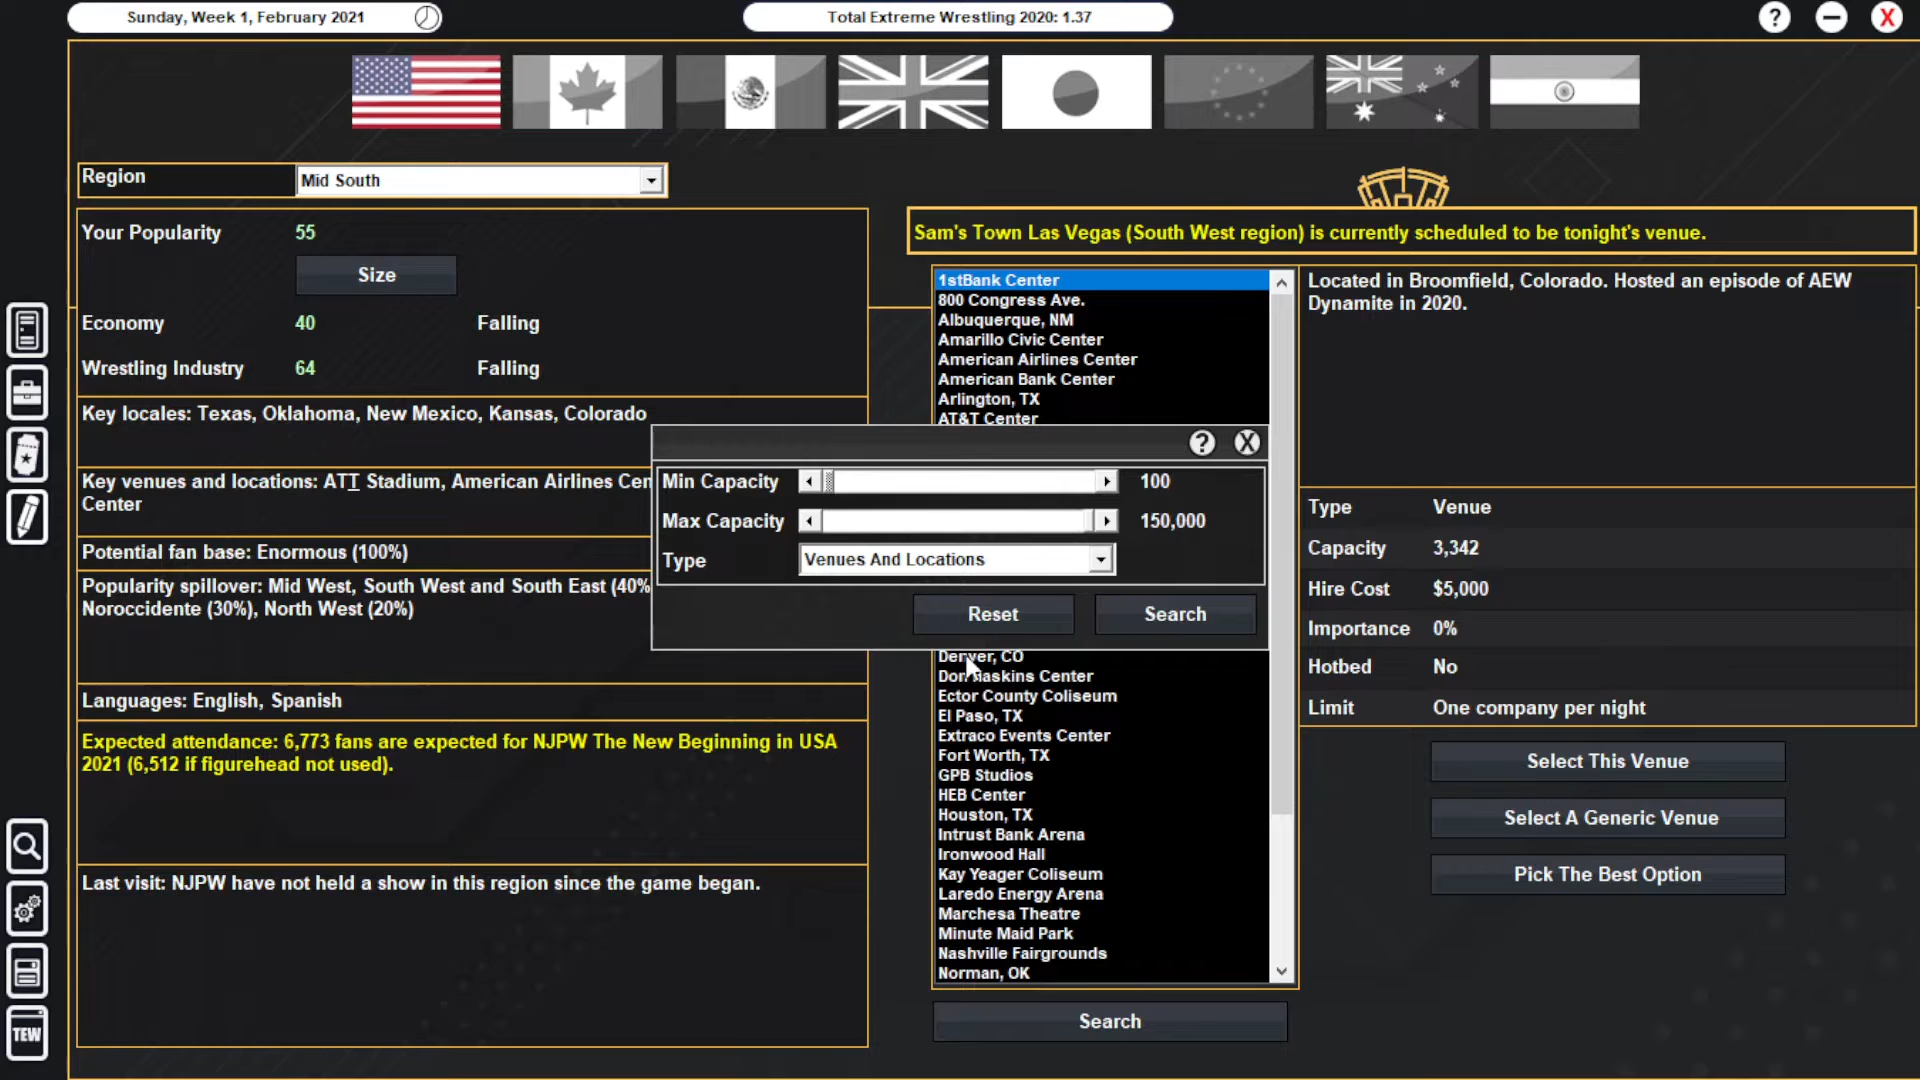 Sunday, Week 1, February 2021
Total Extreme Wrestling 2020: 1.37
?
X
Region
Mid South
Your Popularity 55
Size
Economy 40 Falling
Wrestling Industry 64 Falling
Key locales: Texas, Oklahoma, New Mexico, Kansas, Colorado
Key venues and locations: ATT Stadium, American Airlines Cen
Center
Potential fan base: Enormous (100%)
Popularity spillover: Mid West, South West and South East (40%
Noroccidente (30%), North West (20%)
Languages: English, Spanish
Expected attendance: 6,773 fans are expected for NJPW The New Beginning in USA
2021 (6,512 if figurehead not used).
Last visit: NJPW have not held a show in this region since the game began.
Sam's Town Las Vegas (South West region) is currently scheduled to be tonight's venue.
1stBank Center
800 Congress Ave.
Albuquerque, NM
Amarillo Civic Center
American Airlines Center
American Bank Center
Arlington, TX
AT&T Center
? X
Min Capacity 100
Max Capacity 150,000
Type Venues And Locations
Reset Search
Denver, CO
Don Haskins Center
Ector County Coliseum
El Paso, TX
Extraco Events Center
Fort Worth, TX
GPB Studios
HEB Center
Houston, TX
Intrust Bank Arena
Ironwood Hall
Kay Yeager Coliseum
Laredo Energy Arena
Marchesa Theatre
Minute Maid Park
Nashville Fairgrounds
Norman, OK
Search
Located in Broomfield, Colorado. Hosted an episode of AEW
Dynamite in 2020.
Type Venue
Capacity 3,342
Hire Cost $5,000
Importance 0%
Hotbed No
Limit One company per night
Select This Venue
Select A Generic Venue
Pick The Best Option
TEW